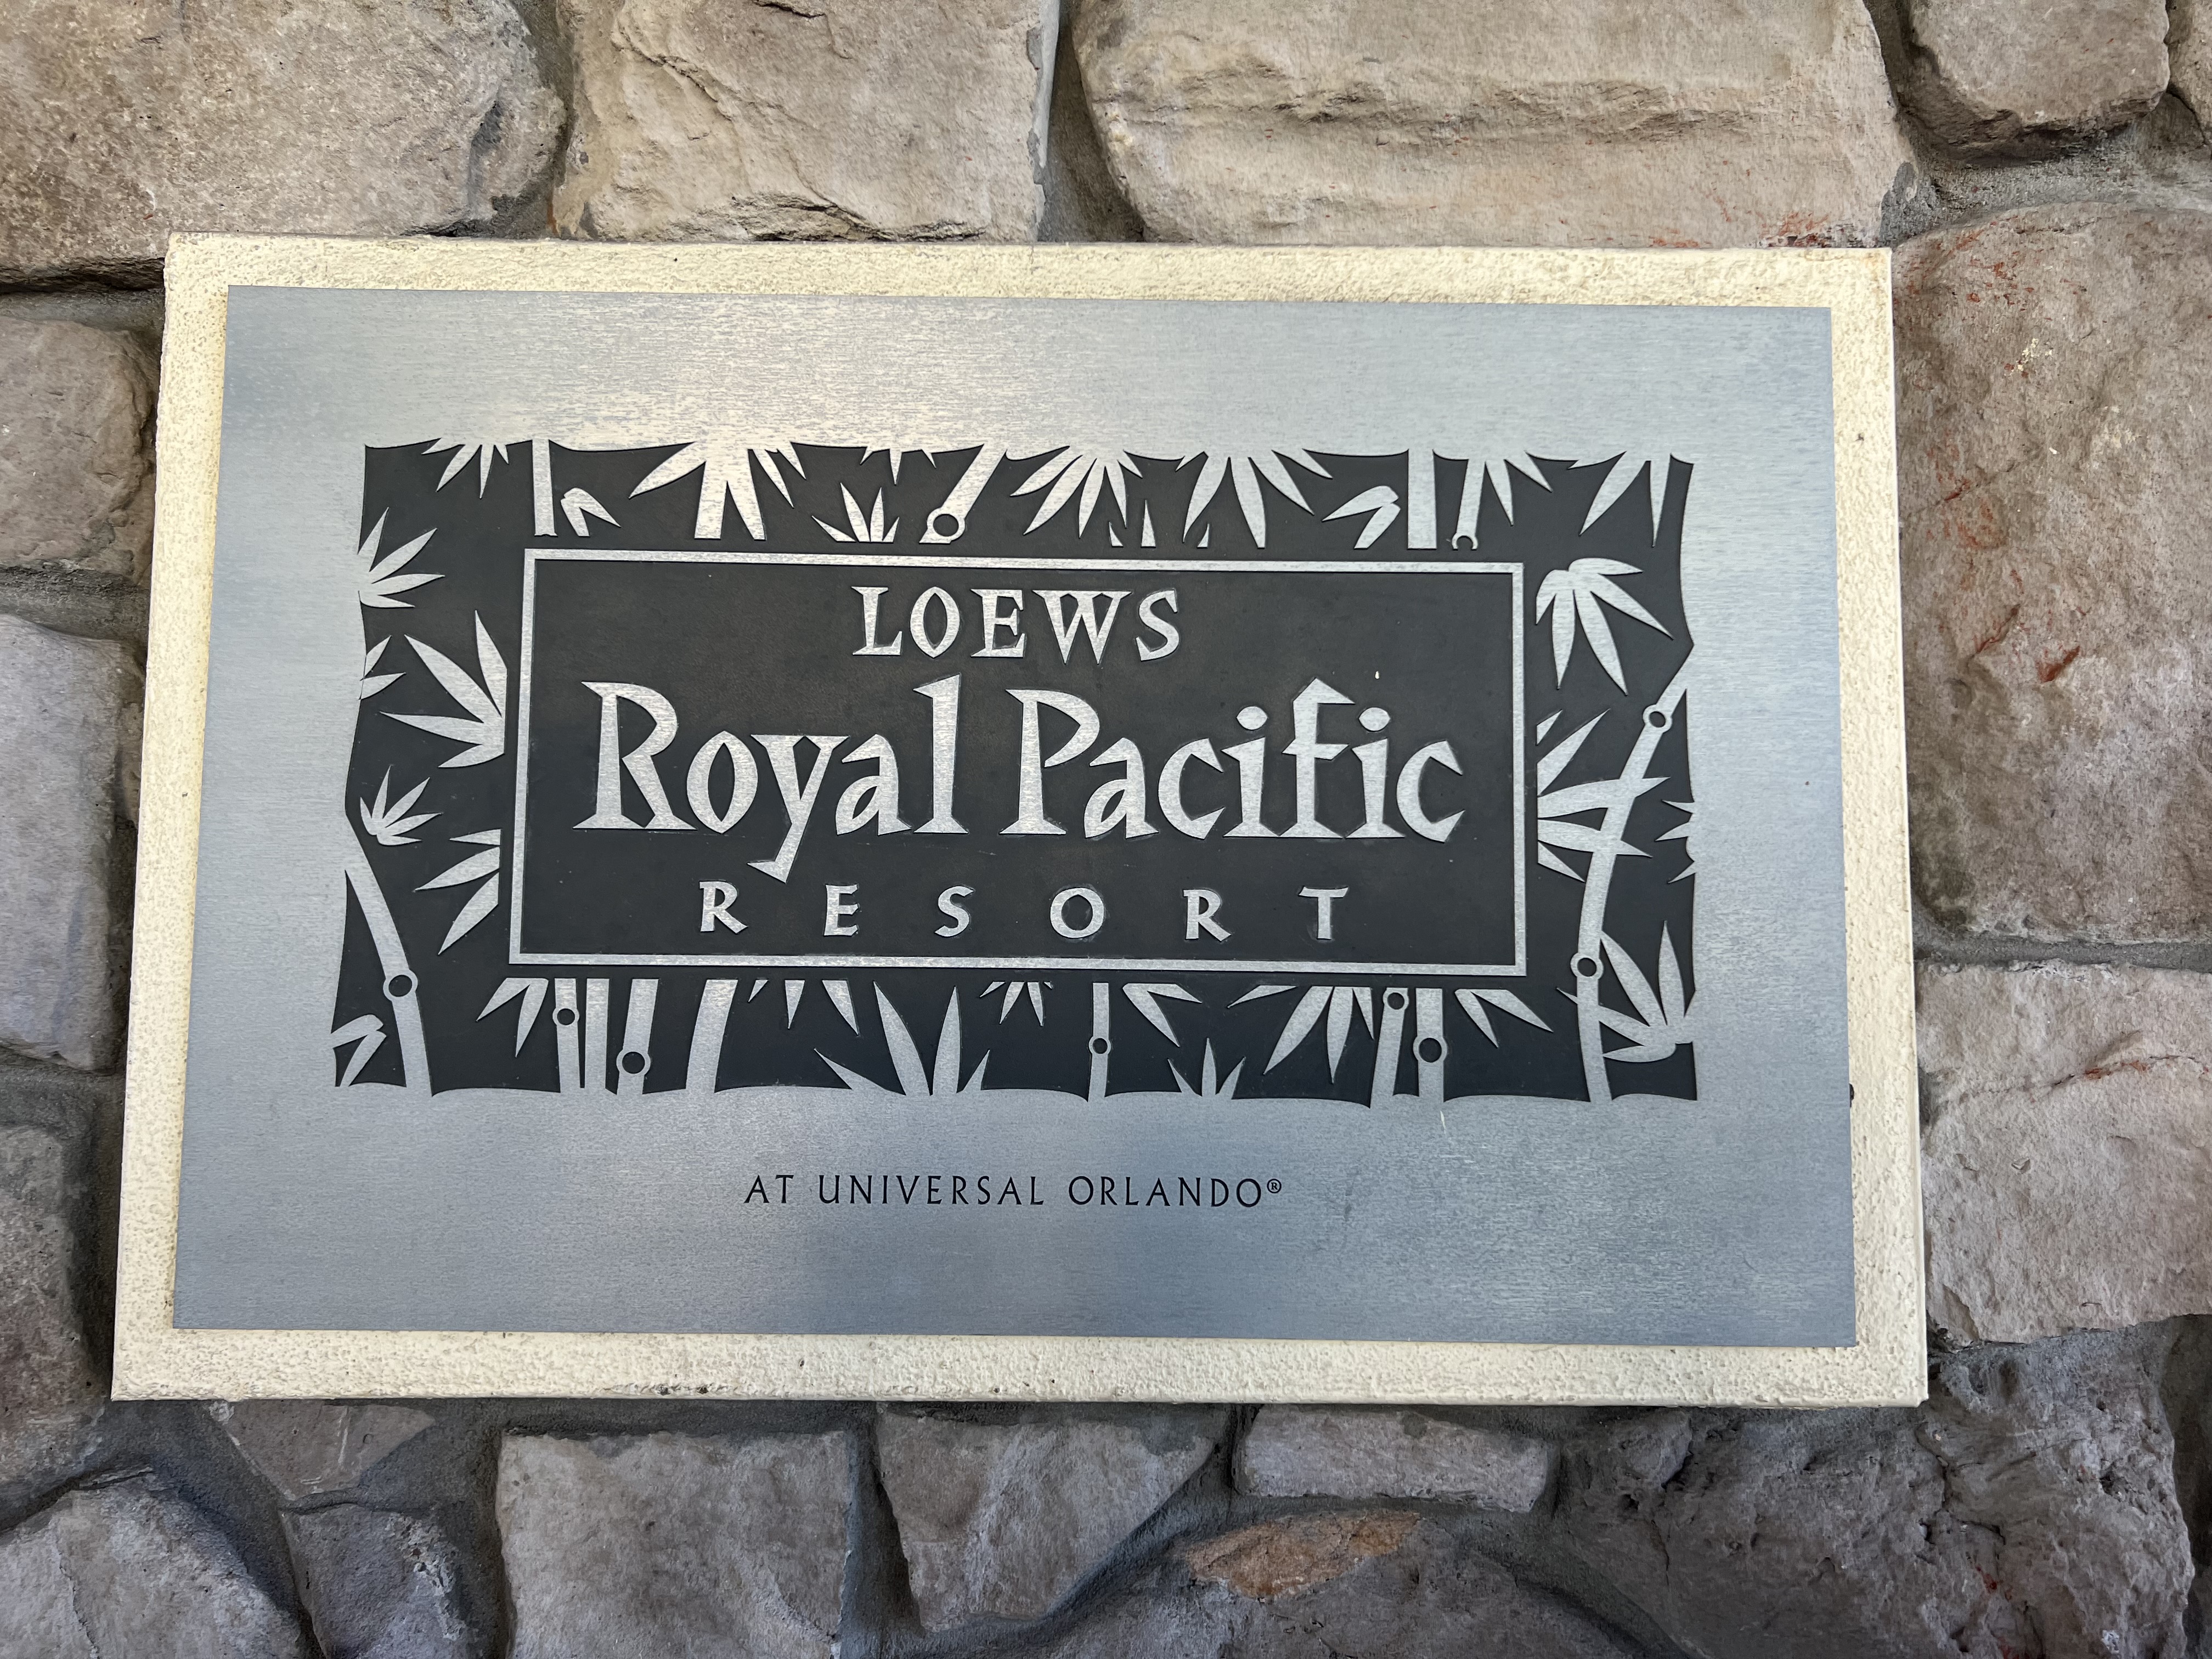 LOEWS
Royal Pacific
RESORT
AT UNIVERSAL ORLANDO®